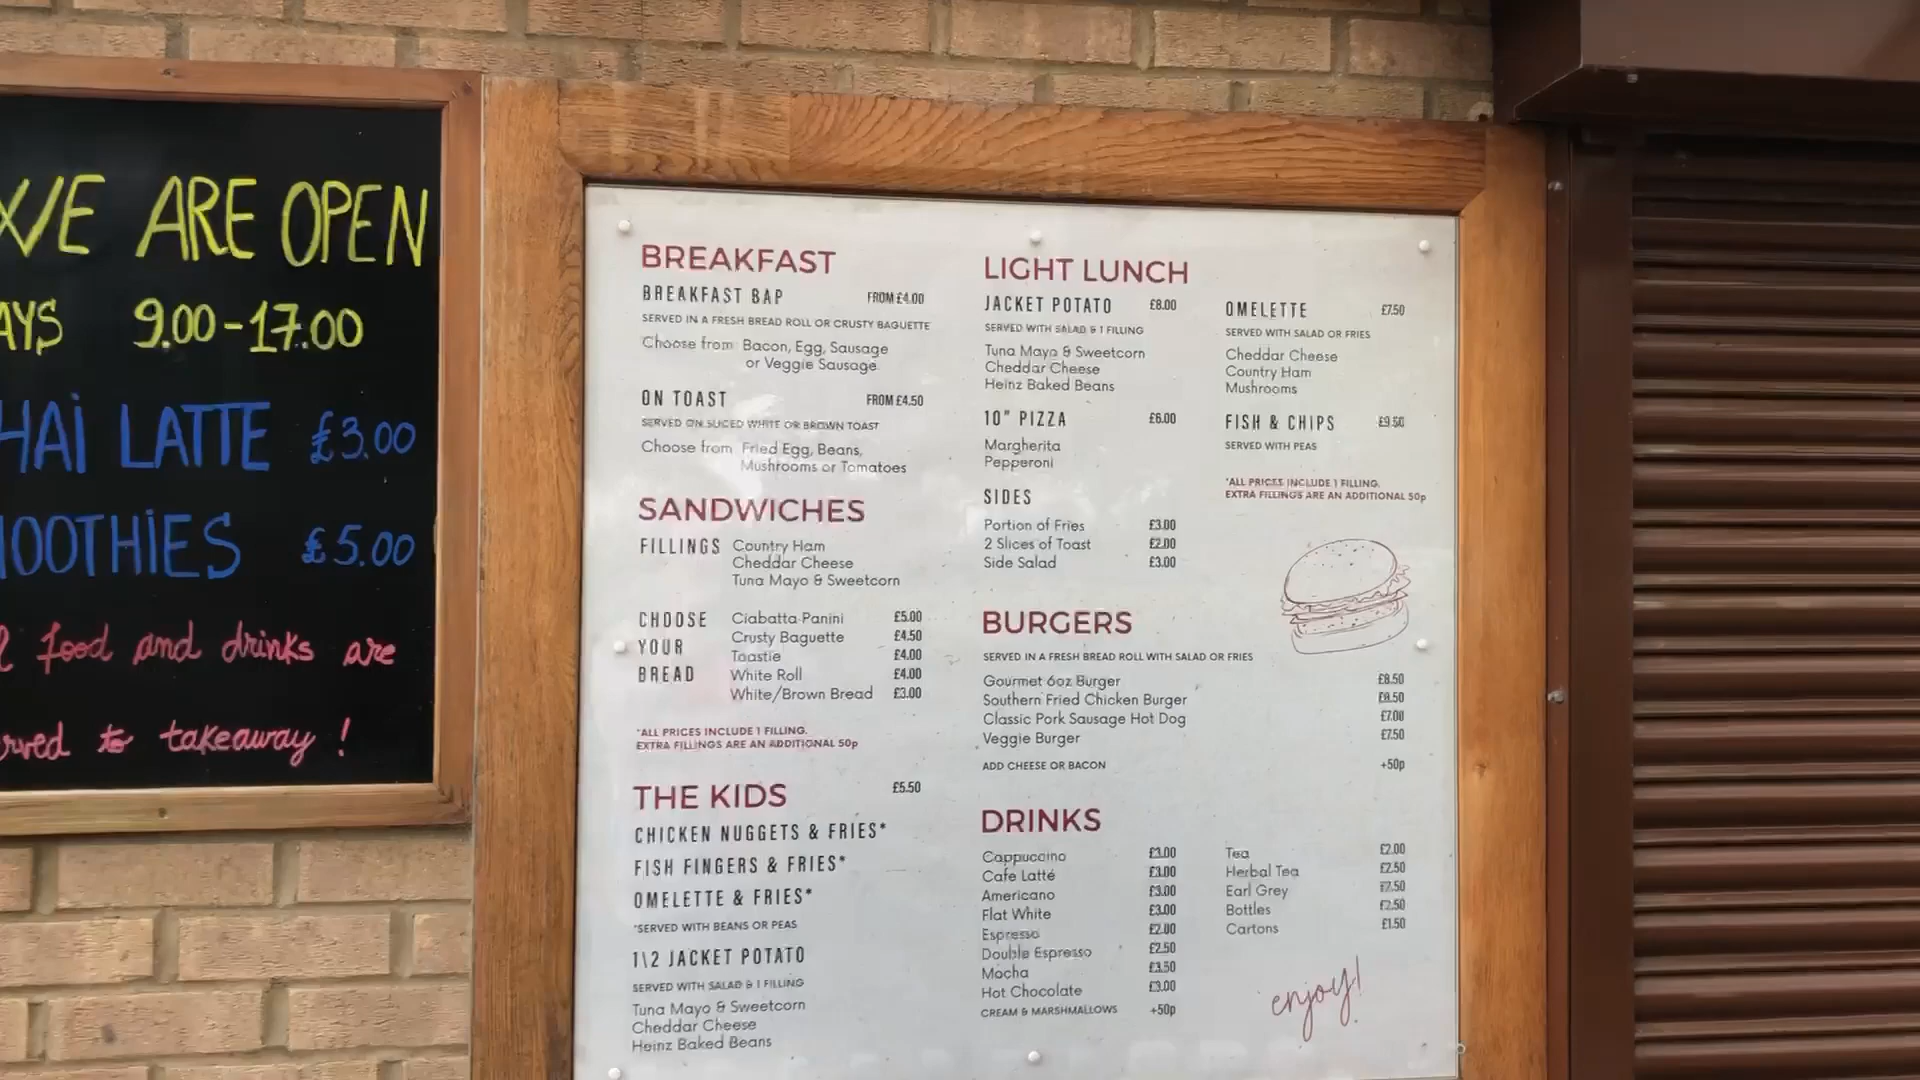 WE ARE OPEN
9.00-17.00
LATTE £3.00
£5.00
food and drinks are
to takeaway!
BREAKFAST
BREAKFAST BAP FROM £4.00
SERVED IN A FRESH BREAD ROLL OR CRUSTY BAGUETTE
Choose from Bacon, Egg, Sausage
or Veggie Sausage
ON TOAST FROM £4.50
SERVED ON SLICED WHITE OR BROWN TOAST
Choose from Fried Egg, Beans,
Mushrooms or Tomatoes
SANDWICHES
FILLINGS Country Ham
Cheddar Cheese
Tuna Mayo & Sweetcorn
CHOOSE Ciabatta Panini £5.00
Crusty Baguette £4.50
YOUR Toastie £4.00
BREAD White Roll £4.00
White/Brown Bread £3.00
*ALL PRICES INCLUDE 1 FILLING.
EXTRA FILLINGS ARE AN ADDITIONAL 50p
THE KIDS £5.50
CHICKEN NUGGETS & FRIES*
FISH FINGERS & FRIES*
OMELETTE & FRIES*
*SERVED WITH BEANS OR PEAS
1\2 JACKET POTATO
SERVED WITH SALAD & 1 FILLING
Tuna Mayo & Sweetcorn
Cheddar Cheese
Heinz Baked Beans
LIGHT LUNCH
JACKET POTATO £8.00
SERVED WITH SALAD & 1 FILLING
Tuna Mayo & Sweetcorn
Cheddar Cheese
Heinz Baked Beans
10" PIZZA £6.00
Margherita
Pepperoni
SIDES
Portion of Fries £3.00
2 Slices of Toast £2.00
Side Salad £3.00
OMELETTE £7.50
SERVED WITH SALAD OR FRIES
Cheddar Cheese
Country Ham
Mushrooms
FISH & CHIPS £9.50
SERVED WITH PEAS
*ALL PRICES INCLUDE 1 FILLING.
EXTRA FILLINGS ARE AN ADDITIONAL 50p
BURGERS
SERVED IN A FRESH BREAD ROLL WITH SALAD OR FRIES
Gourmet 6oz Burger £8.50
Southern Fried Chicken Burger £8.50
Classic Pork Sausage Hot Dog £7.00
Veggie Burger £7.50
ADD CHEESE OR BACON +50p
DRINKS
Cappuccino £3.00
Cafe Latté £3.00
Americano £3.00
Flat White £3.00
Espresso £2.00
Double Espresso £2.50
Mocha £3.50
Hot Chocolate £3.00
CREAM & MARSHMALLOWS +50p
Tea £2.00
Herbal Tea £2.50
Earl Grey
Bottles £2.50
Cartons £1.50
enjoy!